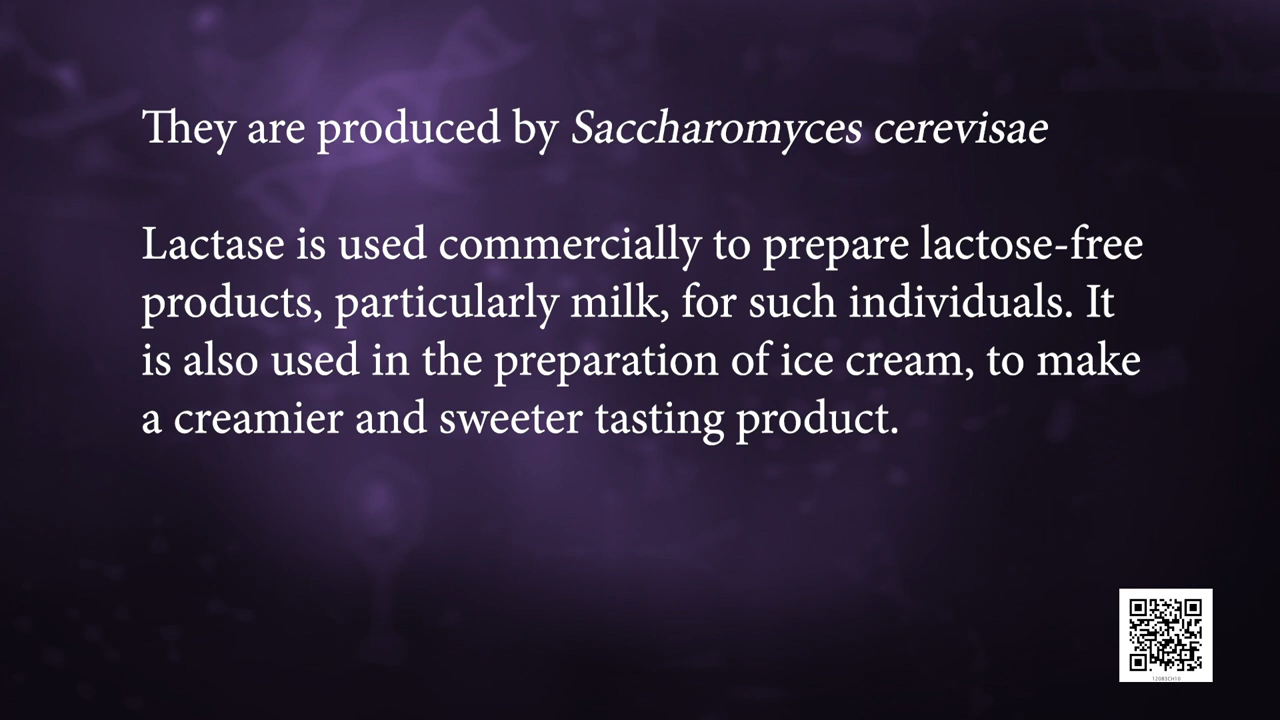 They are produced by Saccharomyces cerevisae
Lactase is used commercially to prepare lactose-free
products, particularly milk, for such individuals. It
is also used in the preparation of ice cream, to make
a creamier and sweeter tasting product.